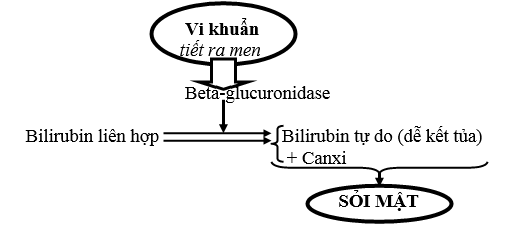 Vi khuẩn
tiết ra men
Beta-glucuronidase
Bilirubin liên hợp
Bilirubin tự do (dễ kết tủa)
+ Canxi
SỎI MẬT